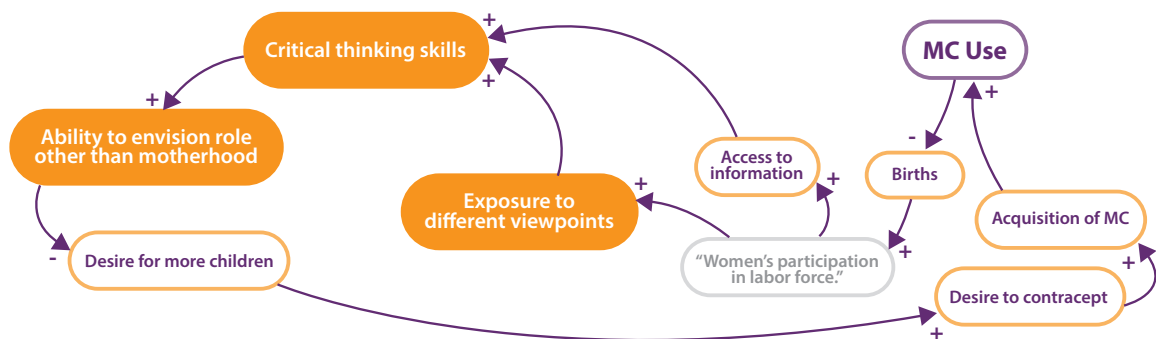 +
Critical thinking skills
+
+
Ability to envision role
other than motherhood
-
Desire for more children
Exposure to
different viewpoints
+
Access to
information
+
“Women’s participation
in labor force.”
MC Use
+
-
Births
+
Acquisition of MC
+
Desire to contracept
+